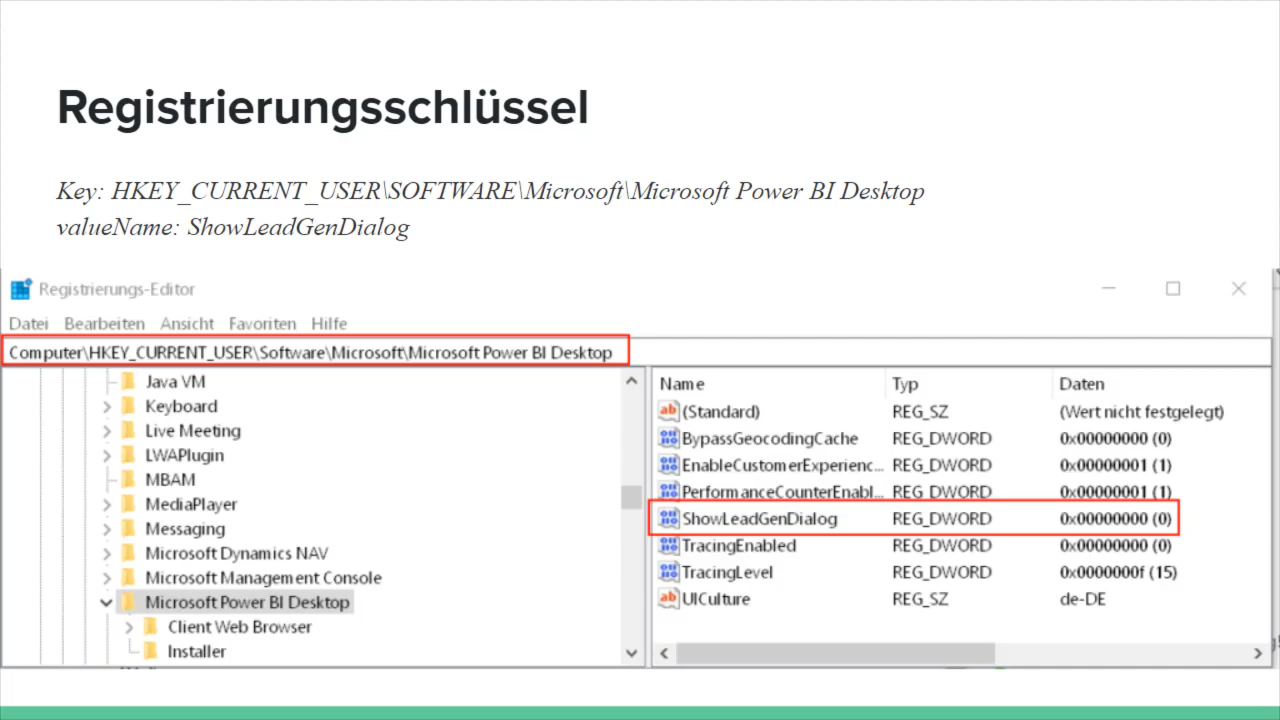 Registrierungsschlüssel
Key: HKEY_CURRENT_USER\SOFTWARE\Microsoft\Microsoft Power BI Desktop
valueName: ShowLeadGenDialog
Registrierungs-Editor
Datei Bearbeiten Ansicht Favoriten Hilfe
Computer\HKEY_CURRENT_USER\Software\Microsoft\Microsoft Power BI Desktop
Java VM
Keyboard
Live Meeting
LWAPlugin
MBAM
MediaPlayer
Messaging
Microsoft Dynamics NAV
Microsoft Management Console
Microsoft Power BI Desktop
Client Web Browser
Installer
Name Typ Daten
(Standard) REG_SZ (Wert nicht festgelegt)
BypassGeocodingCache REG_DWORD 0x00000000 (0)
EnableCustomerExperienc... REG_DWORD 0x00000001 (1)
PerformanceCounterEnabl... REG_DWORD 0x00000001 (1)
ShowLeadGenDialog REG_DWORD 0x00000000 (0)
TracingEnabled REG_DWORD 0x00000000 (0)
TracingLevel REG_DWORD 0x0000000f (15)
UICulture REG_SZ de-DE